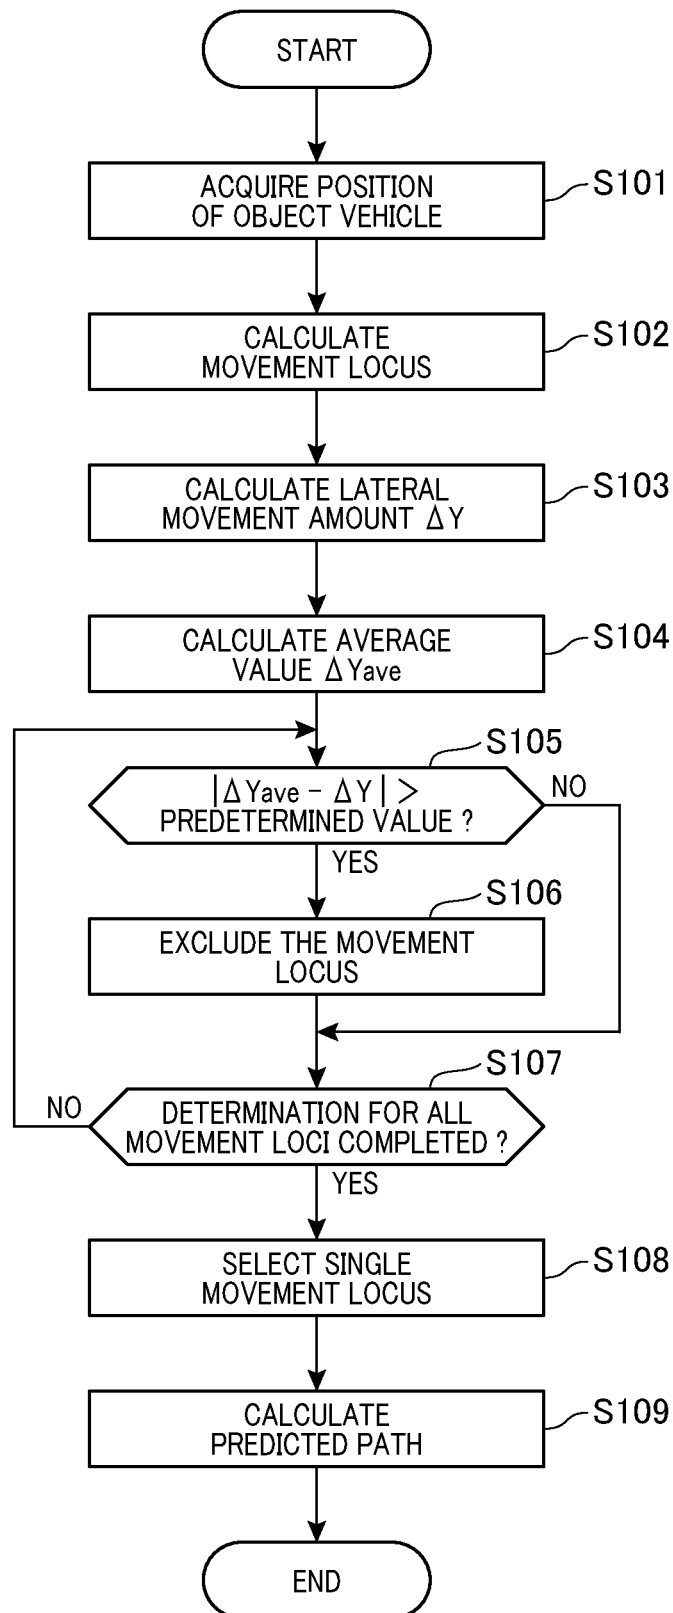 START
ACQUIRE POSITION
OF OBJECT VEHICLE
S101
CALCULATE
MOVEMENT LOCUS
S102
CALCULATE LATERAL
MOVEMENT AMOUNT ΔY
S103
CALCULATE AVERAGE
VALUE ΔYave
S104
S105
|ΔYave - ΔY| >
PREDETERMINED VALUE ?
NO
YES
S106
EXCLUDE THE MOVEMENT
LOCUS
S107
NO
DETERMINATION FOR ALL
MOVEMENT LOCI COMPLETED ?
YES
SELECT SINGLE
MOVEMENT LOCUS
S108
CALCULATE
PREDICTED PATH
S109
END